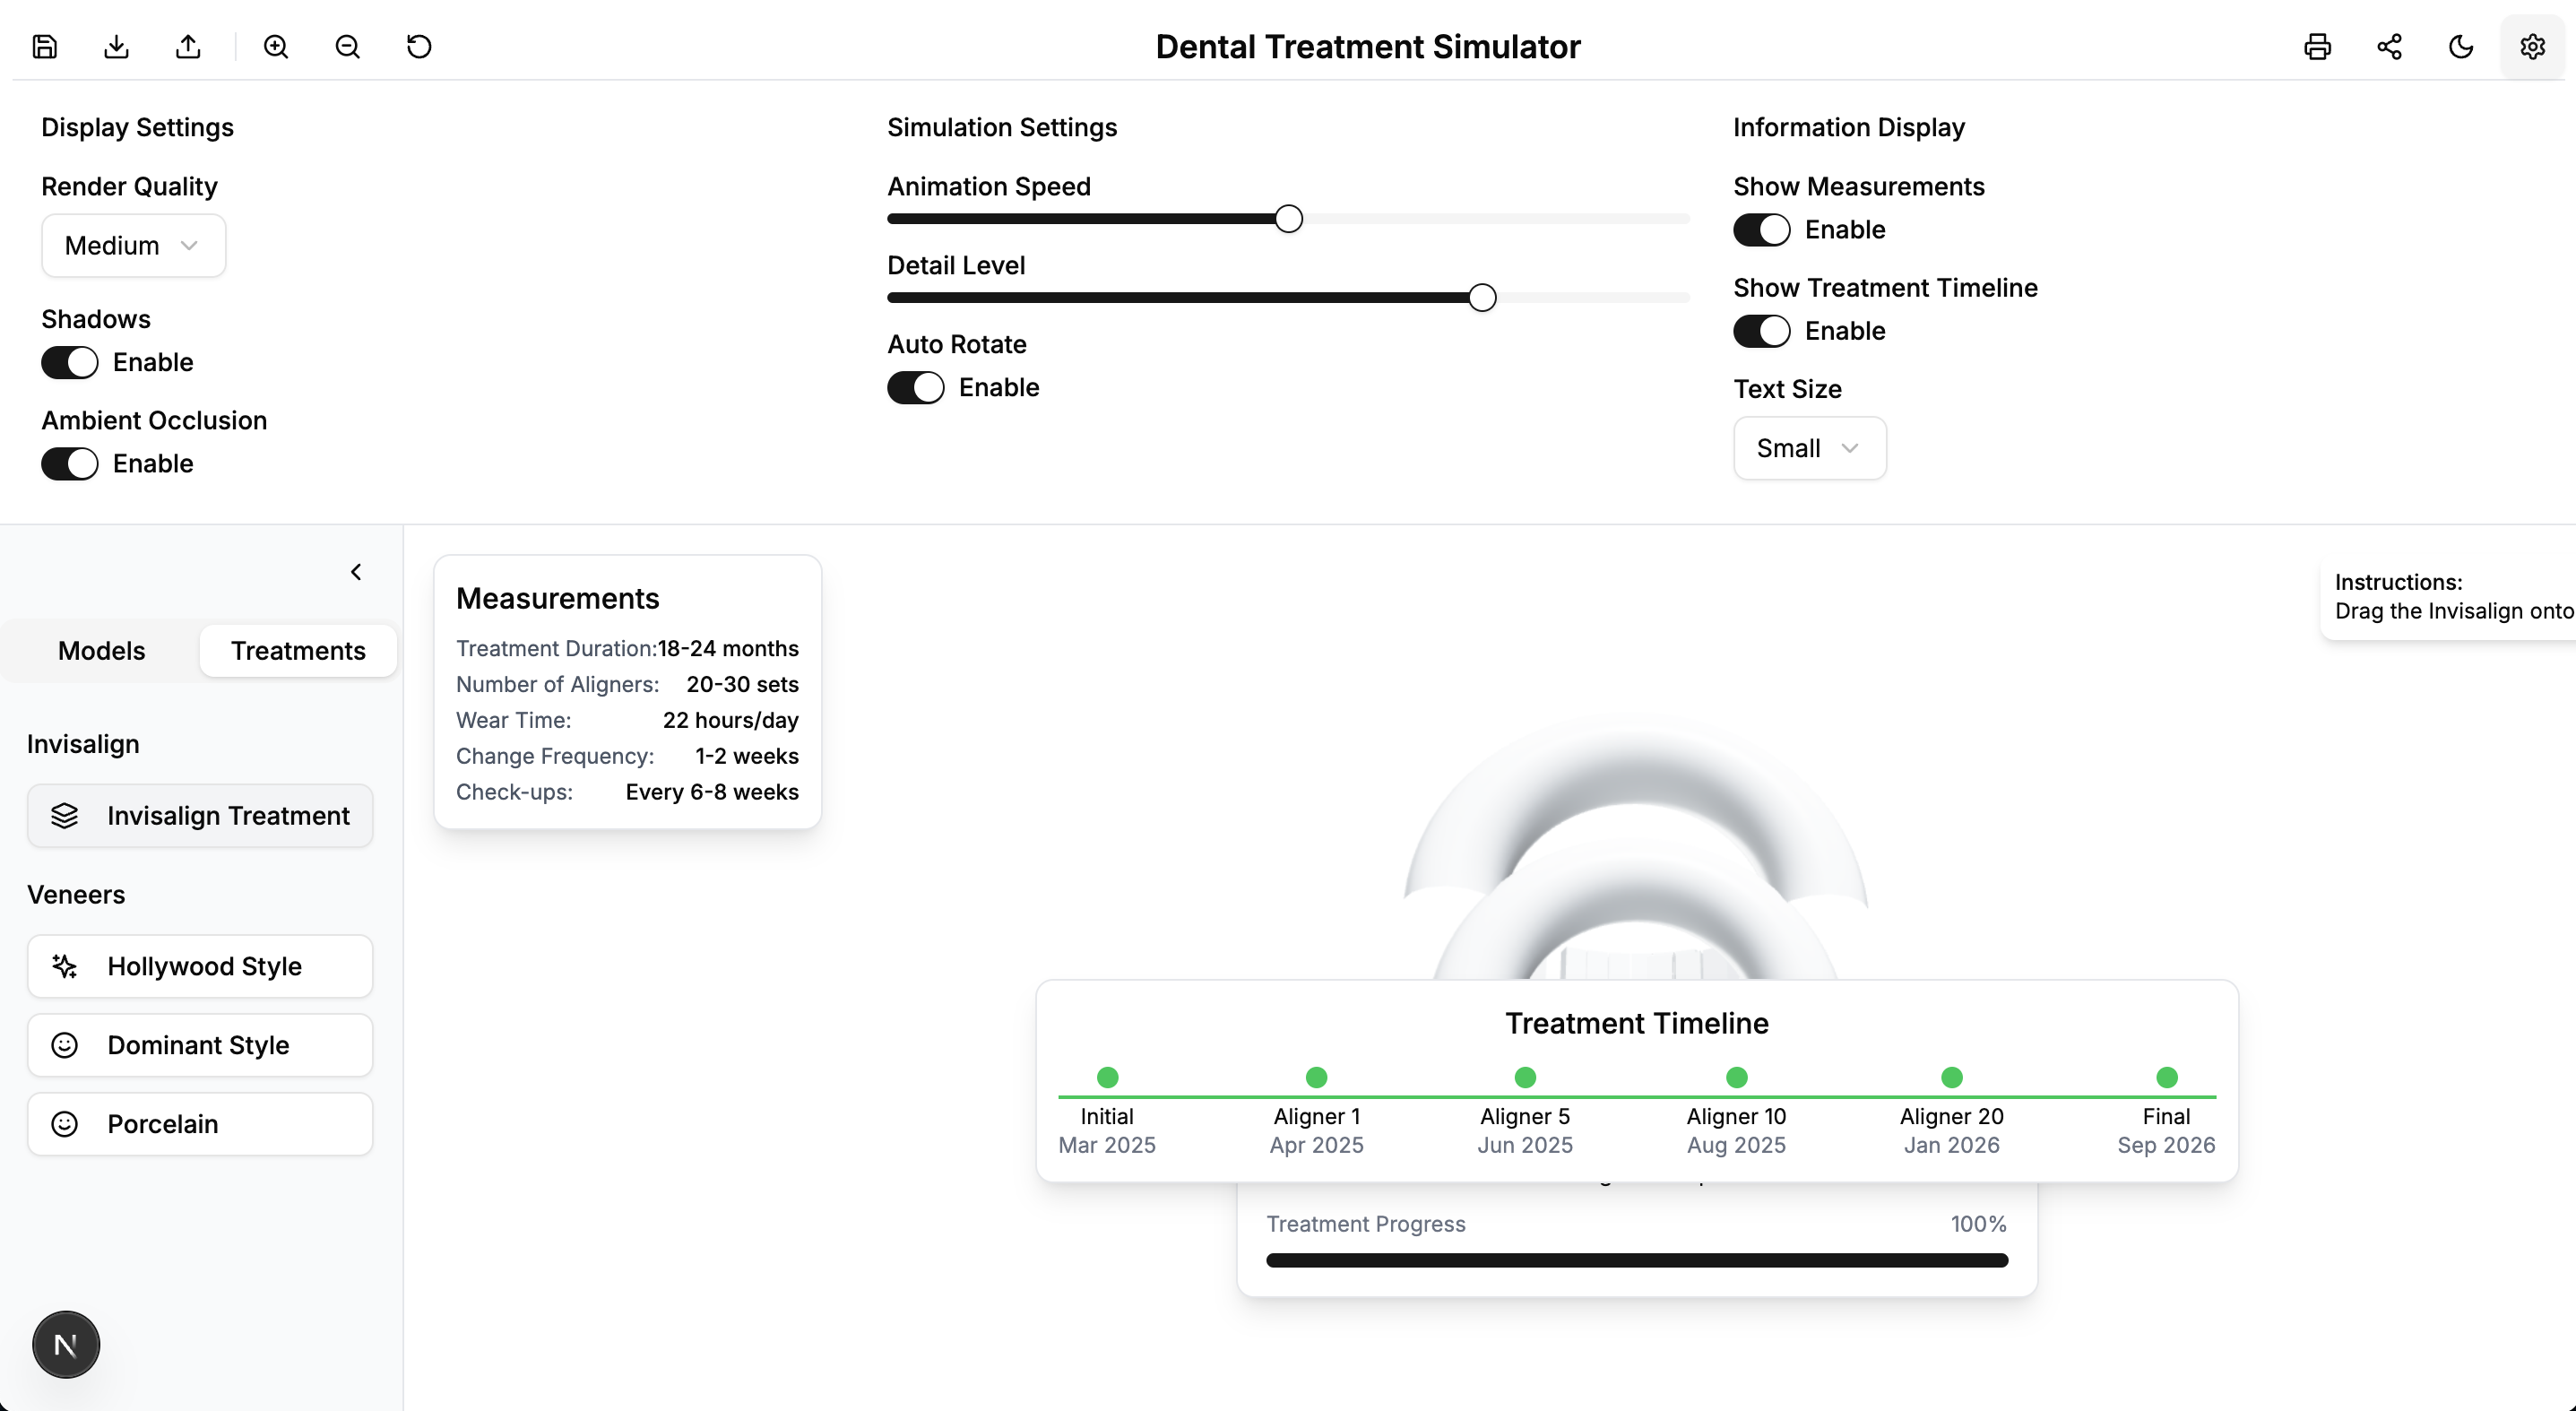 Dental Treatment Simulator
Display Settings
Render Quality
Medium
Shadows
Enable
Ambient Occlusion
Enable
Simulation Settings
Animation Speed
Detail Level
Auto Rotate
Enable
Information Display
Show Measurements
Enable
Show Treatment Timeline
Enable
Text Size
Small
Models
Treatments
Invisalign
Invisalign Treatment
Veneers
Hollywood Style
Dominant Style
Porcelain
N
Measurements
Treatment Duration:18-24 months
Number of Aligners: 20-30 sets
Wear Time: 22 hours/day
Change Frequency: 1-2 weeks
Check-ups: Every 6-8 weeks
Instructions:
Drag the Invisalign onto
Treatment Timeline
Initial
Mar 2025
Aligner 1
Apr 2025
Aligner 5
Jun 2025
Aligner 10
Aug 2025
Aligner 20
Jan 2026
Final
Sep 2026
Treatment Progress 100%